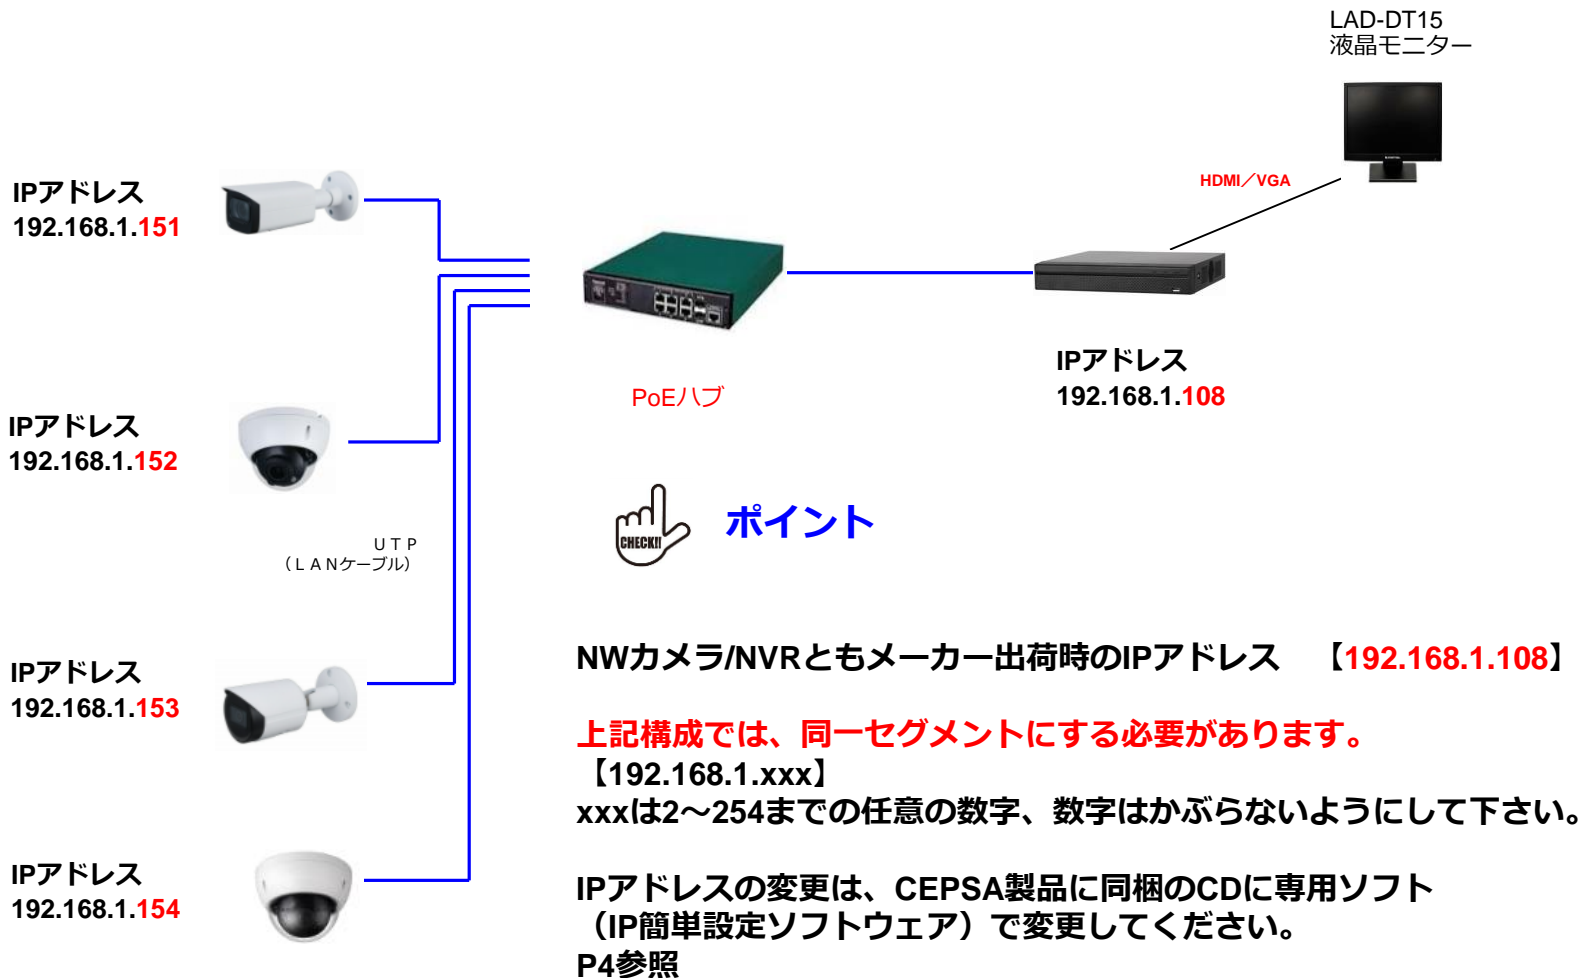 LAD-DT15
液晶モニター
HDMI／VGA
IPアドレス
192.168.1.151
IPアドレス
192.168.1.108
PoEハブ
IPアドレス
192.168.1.152
CHECK!!
ポイント
ＵＴＰ
（ＬＡＮケーブル）
IPアドレス
192.168.1.153
NWカメラ/NVRともメーカー出荷時のIPアドレス　【192.168.1.108】
上記構成では、同一セグメントにする必要があります。
【192.168.1.xxx】
xxxは2～254までの任意の数字、数字はかぶらないようにして下さい。
IPアドレス
192.168.1.154
IPアドレスの変更は、CEPSA製品に同梱のCDに専用ソフト
（IP簡単設定ソフトウェア）で変更してください。
P4参照